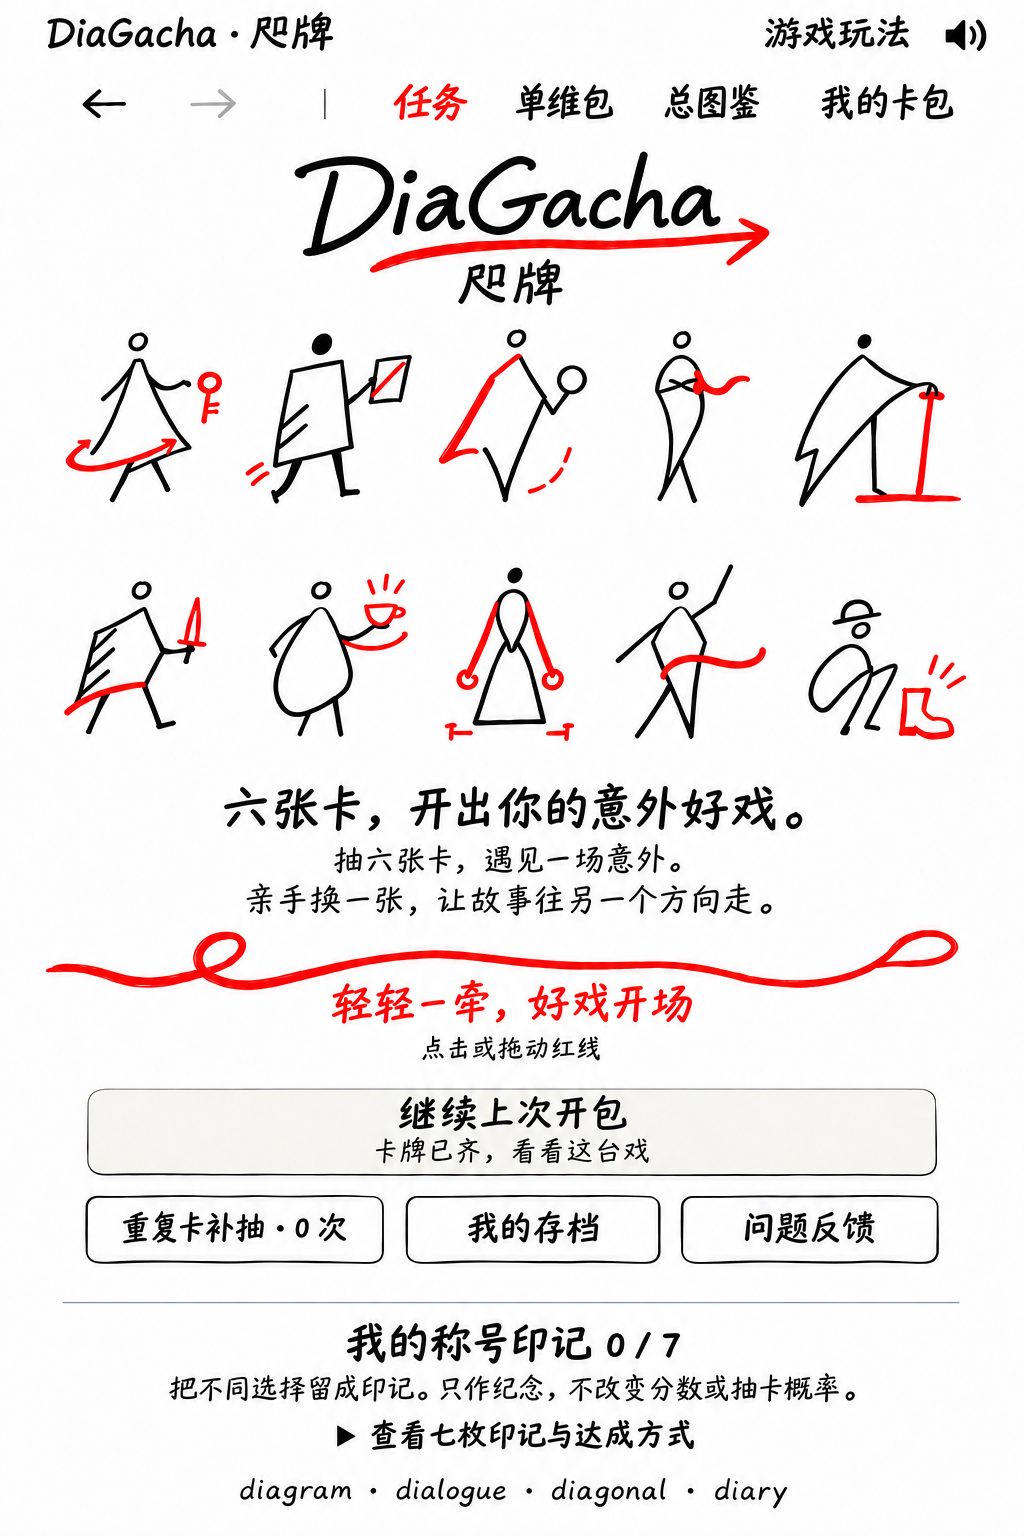 DiaGacha · 咫牌
游戏玩法
任务 单维包 总图鉴 我的卡包
DiaGacha
咫牌
六张卡，开出你的意外好戏。
抽六张卡，遇见一场意外。
亲手换一张，让故事往另一个方向走。
轻轻一牵，好戏开场
点击或拖动红线
继续上次开包
卡牌已齐，看看这台戏
重复卡补抽·0 次
我的存档
问题反馈
我的称号印记 0 / 7
把不同选择留成印记。只作纪念，不改变分数或抽卡概率。
▶ 查看七枚印记与达成方式
diagram · dialogue · diagonal · diary